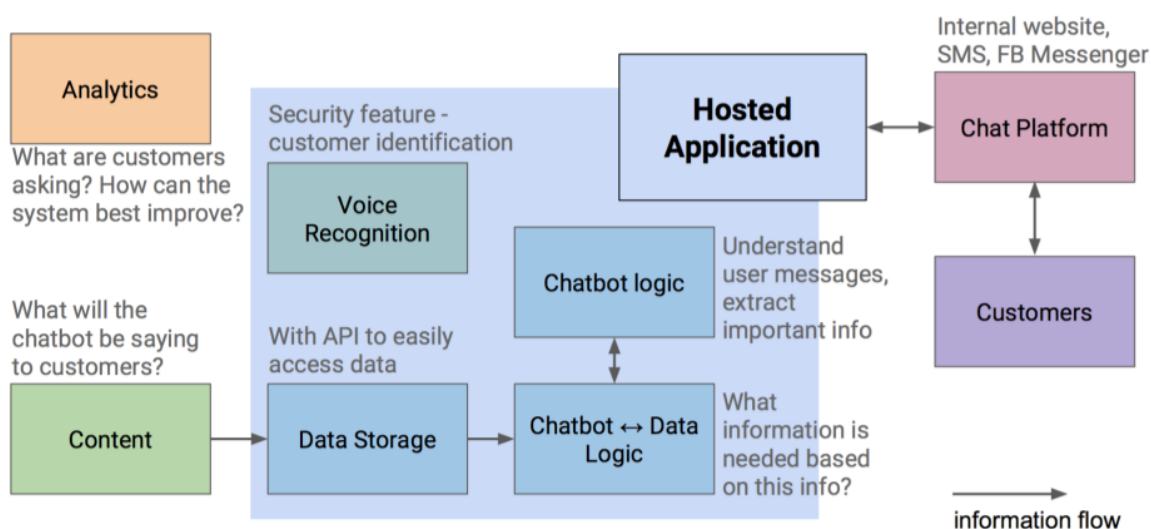 Analytics
What are customers
asking? How can the
system best improve?
What will the
chatbot be saying
to customers?
Content
Security feature -
customer identification
Voice
Recognition
With API to easily
access data
Data Storage
Hosted
Application
Chatbot logic
Understand
user messages,
extract
important info
Chatbot ↔ Data
Logic
What
information is
needed based
on this info?
Internal website,
SMS, FB Messenger
Chat Platform
Customers
information flow